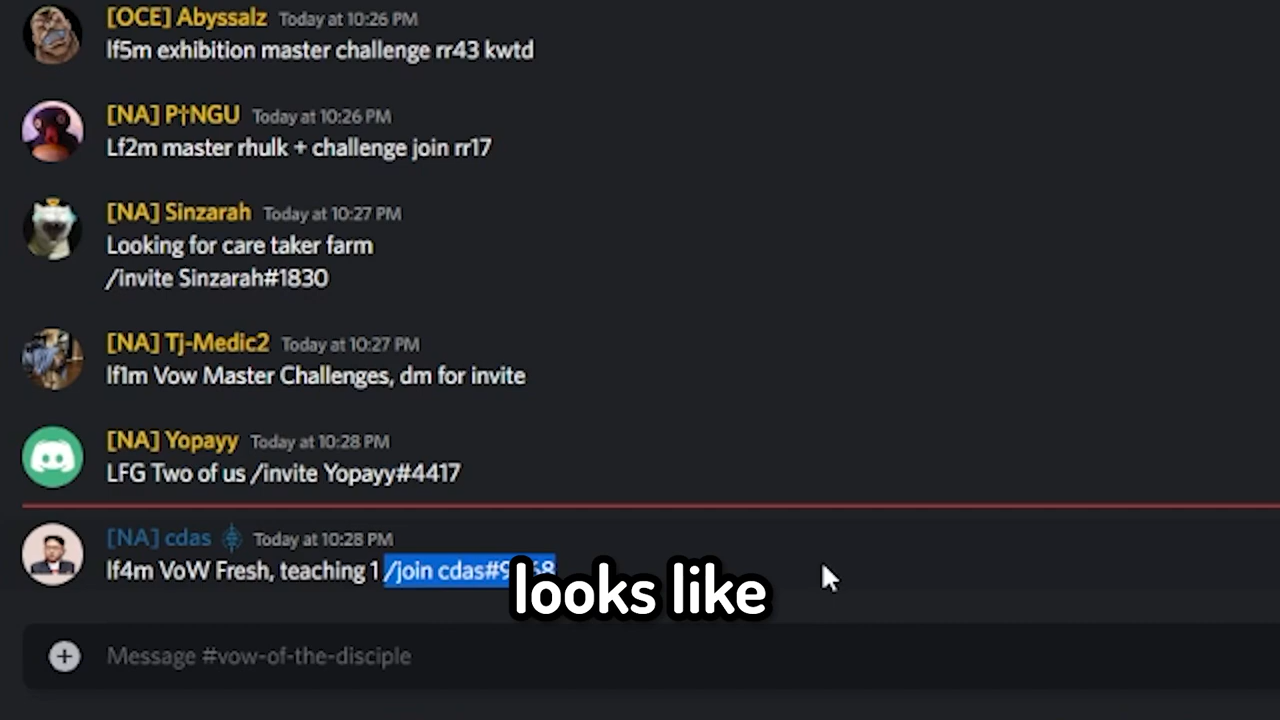 [OCE] Abyssalz Today at 10:26 PM
lf5m exhibition master challenge rr43 kwtd
[NA] P†NGU Today at 10:26 PM
Lf2m master rhulk + challenge join rr17
[NA] Sinzarah Today at 10:27 PM
Looking for care taker farm
/invite Sinzarah#1830
[NA] Tj-Medic2 Today at 10:27 PM
lf1m Vow Master Challenges, dm for invite
[NA] Yopayy Today at 10:28 PM
LFG Two of us /invite Yopayy#4417
[NA] cdas Today at 10:28 PM
lf4m VoW Fresh, teaching 1 /join
looks like
Message #vow-of-the-disciple